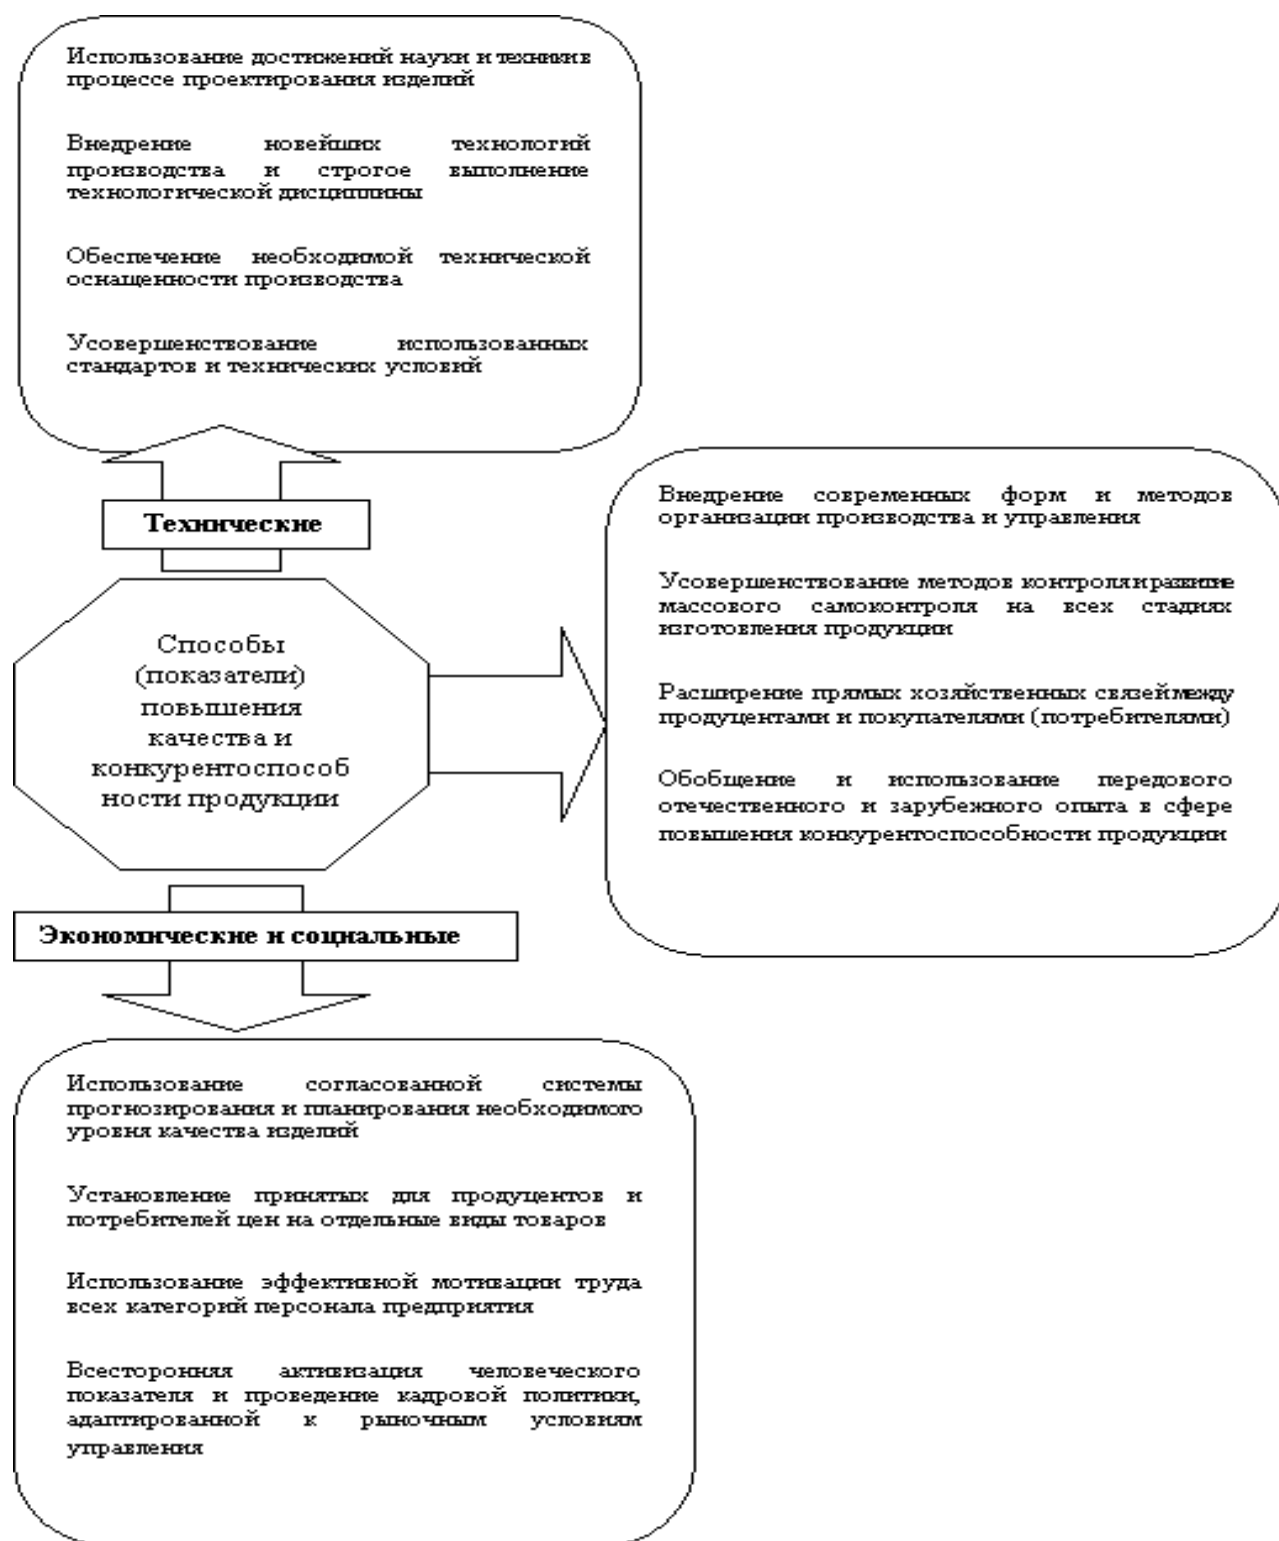 Использование достижений науки и техники в
процессе проектирования изделий
Внедрение новейших технологий
производства и строгое выполнение
технологической дисциплины
Обеспечение необходимой технической
оснащенности производства
Усовершенствование использованных
стандартов и технических условий
Технические
Способы
(показатели)
повышения
качества и
конкурентоспособ
ности продукции
Внедрение современных форм и методов
организации производства и управления
Усовершенствование методов контроля и развитие
массового самоконтроля на всех стадиях
изготовления продукции
Расширение прямых хозяйственных связей между
продуцентами и покупателями (потребителями)
Обобщение и использование передового
отечественного и зарубежного опыта в сфере
повышения конкурентоспособности продукции
Экономические и социальные
Использование согласованной системы
прогнозирования и планирования необходимого
уровня качества изделий
Установление принятых для продуцентов и
потребителей цен на отдельные виды товаров
Использование эффективной мотивации труда
всех категорий персонала предприятия
Всесторонняя активизация человеческого
показателя и проведение кадровой политики,
адаптированной к рыночным условиям
управления